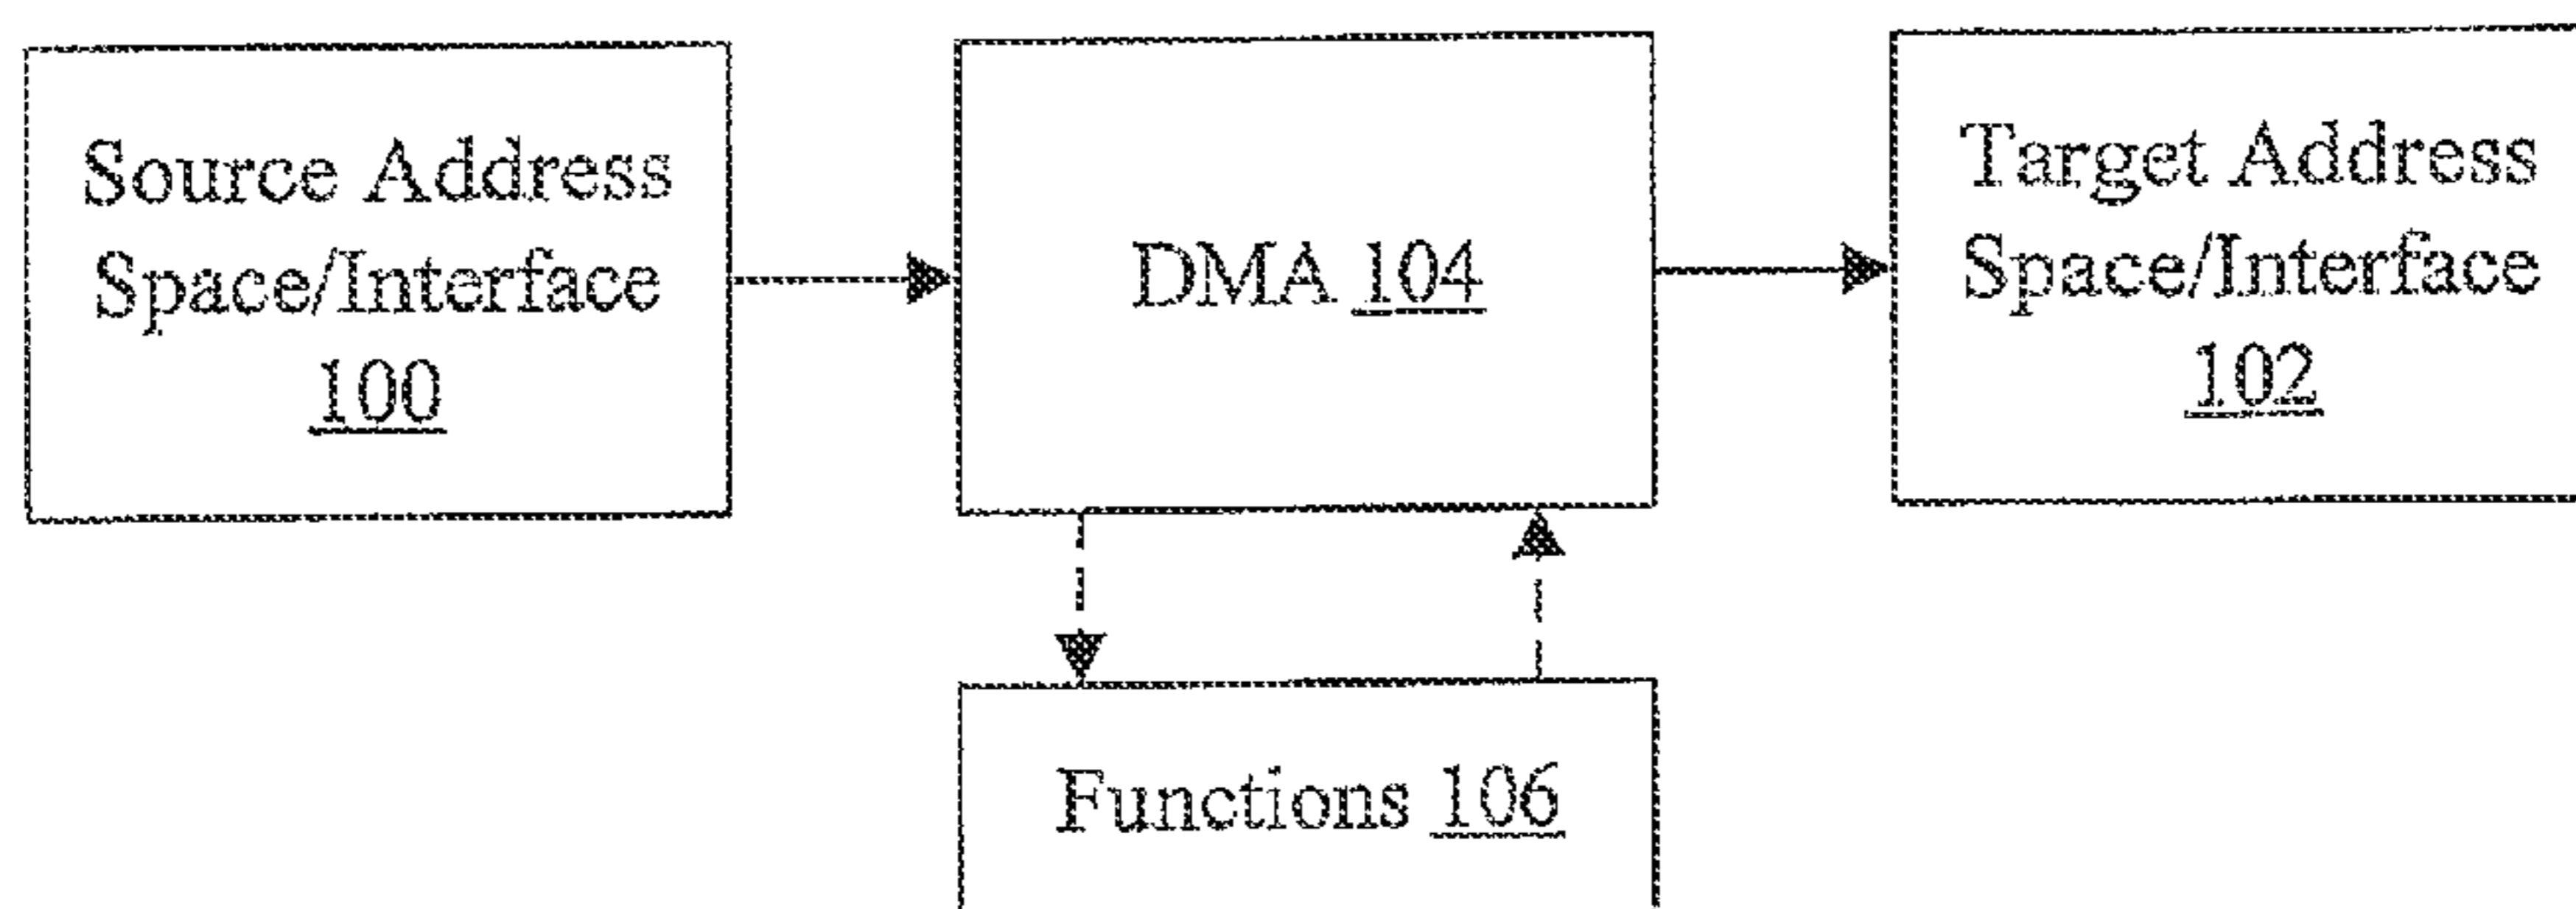 Source Address
Space/Interface
100
DMA 104
Target Address
Space/Interface
102
Functions 106